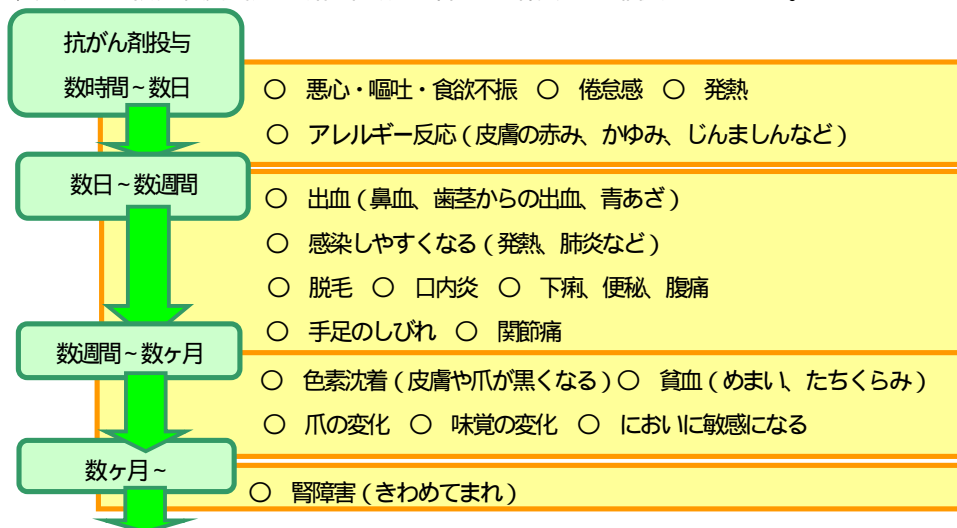 抗がん剤投与
数時間~数日
○ 悪心・嘔吐・食欲不振 ○ 倦怠感 ○ 発熱
○ アレルギー反応(皮膚の赤み、かゆみ、じんましんなど)
数日~数週間
○ 出血(鼻血、歯茎からの出血、青あざ)
○ 感染しやすくなる(発熱、肺炎など)
○ 脱毛 ○ 口内炎 ○ 下痢、便秘、腹痛
○ 手足のしびれ ○ 関節痛
数週間~数ヶ月
○ 色素沈着(皮膚や爪が黒くなる)○ 貧血(めまい、たちくらみ)
○ 爪の変化 ○ 味覚の変化 ○ においに敏感になる
数ヶ月~
○ 腎障害(きわめてまれ)